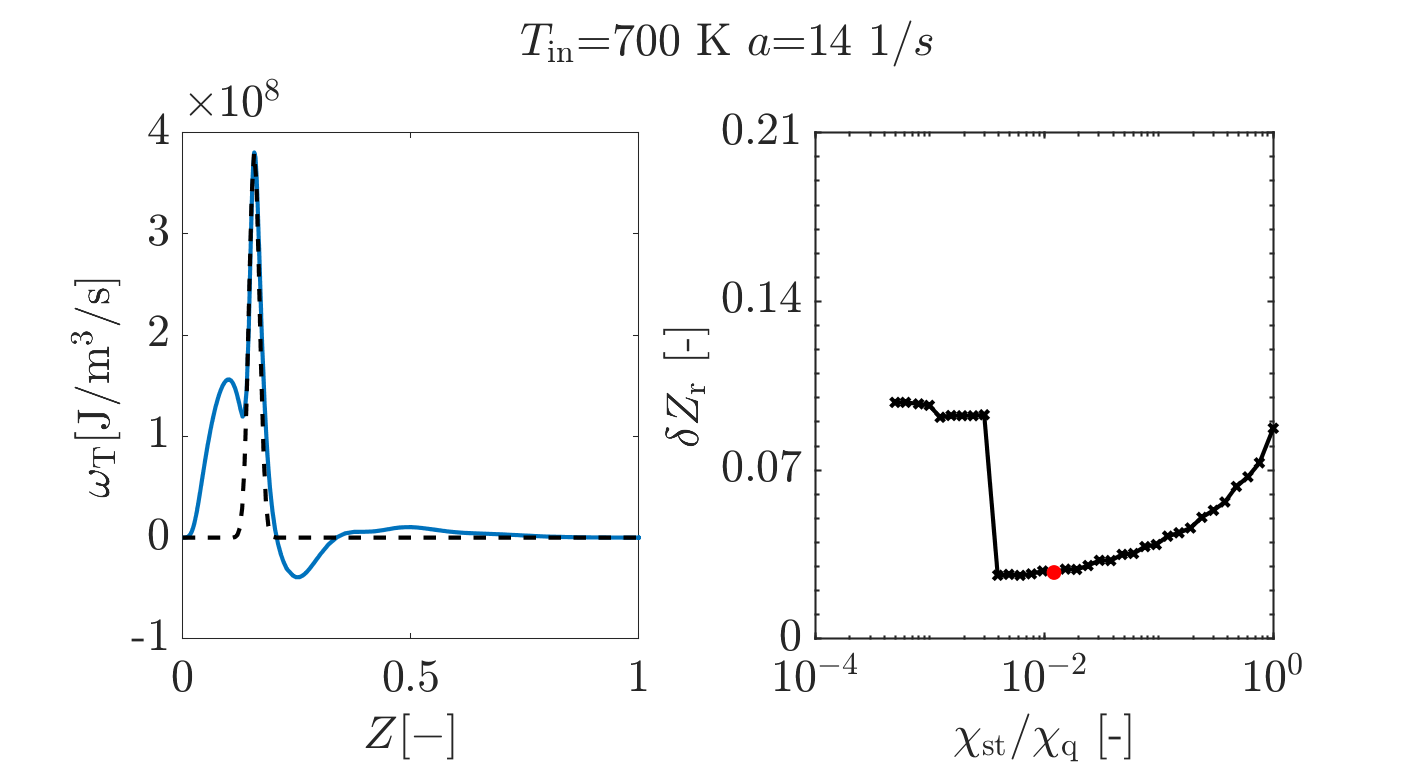 T_in=700 K a=14 1/s
×10^8
4
3
2
1
0
-1
0 0.5 1
Z[−]
ω_T[J/m^3/s]
0.21
0.14
0.07
0
10^−4 10^−2 10^0
χ_st/χ_q [-]
δZ_r [-]